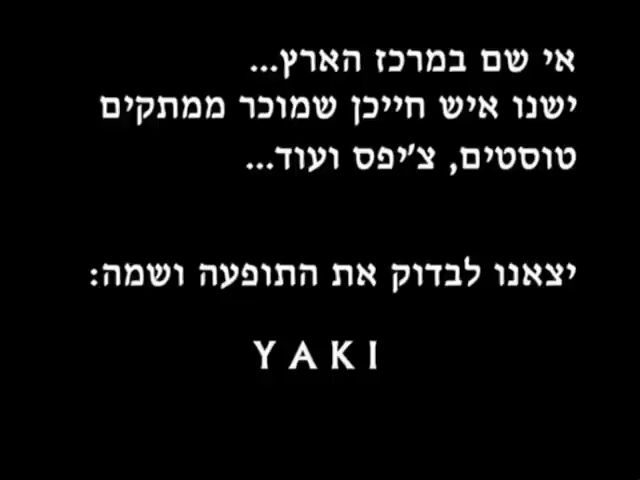 אי שם במרכז הארץ...
ישנו איש חייכן שמוכר ממתקים
טוסטים, צ'יפס ועוד...
יצאנו לבדוק את התופעה ושמה:
YAKI